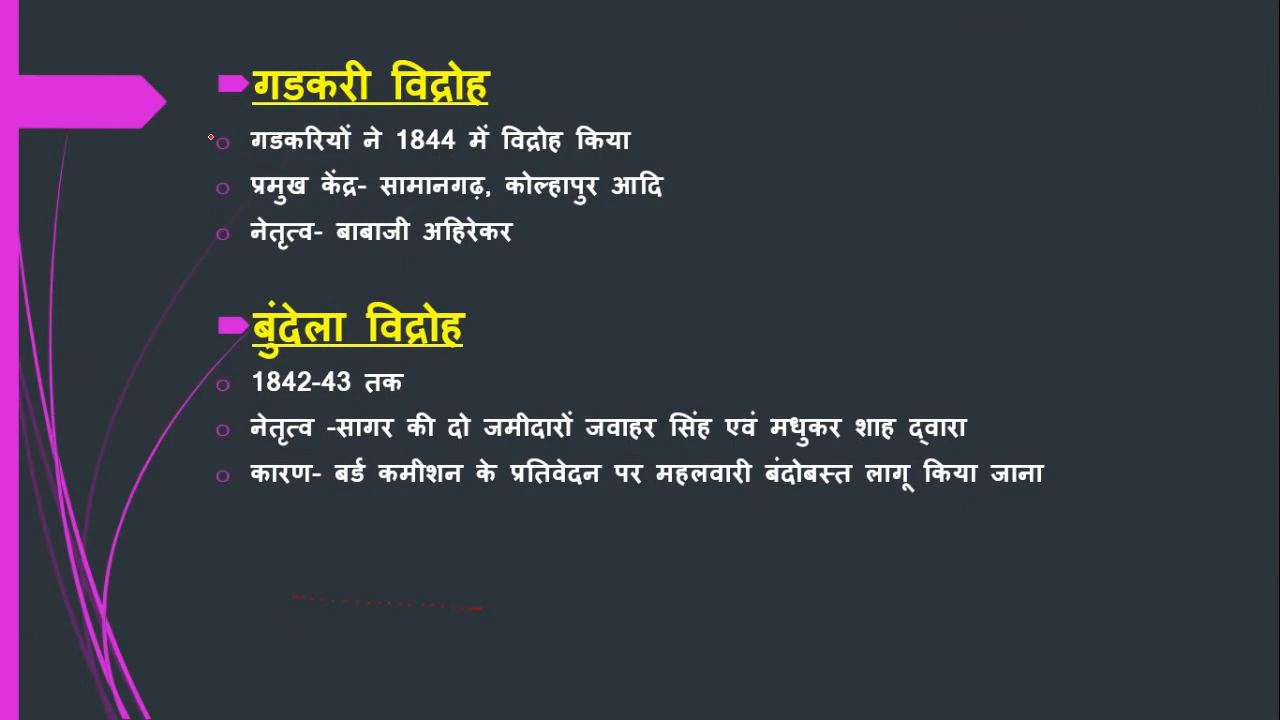 गडकरी विद्रोह
गडकरियों ने 1844 में विद्रोह किया
प्रमुख केंद्र- सामानगढ़, कोल्हापुर आदि
नेतृत्व- बाबाजी अहिरेकर
बुंदेला विद्रोह
1842-43 तक
नेतृत्व -सागर की दो जमीदारों जवाहर सिंह एवं मधुकर शाह द्वारा
कारण- बर्ड कमीशन के प्रतिवेदन पर महलवारी बंदोबस्त लागू किया जाना